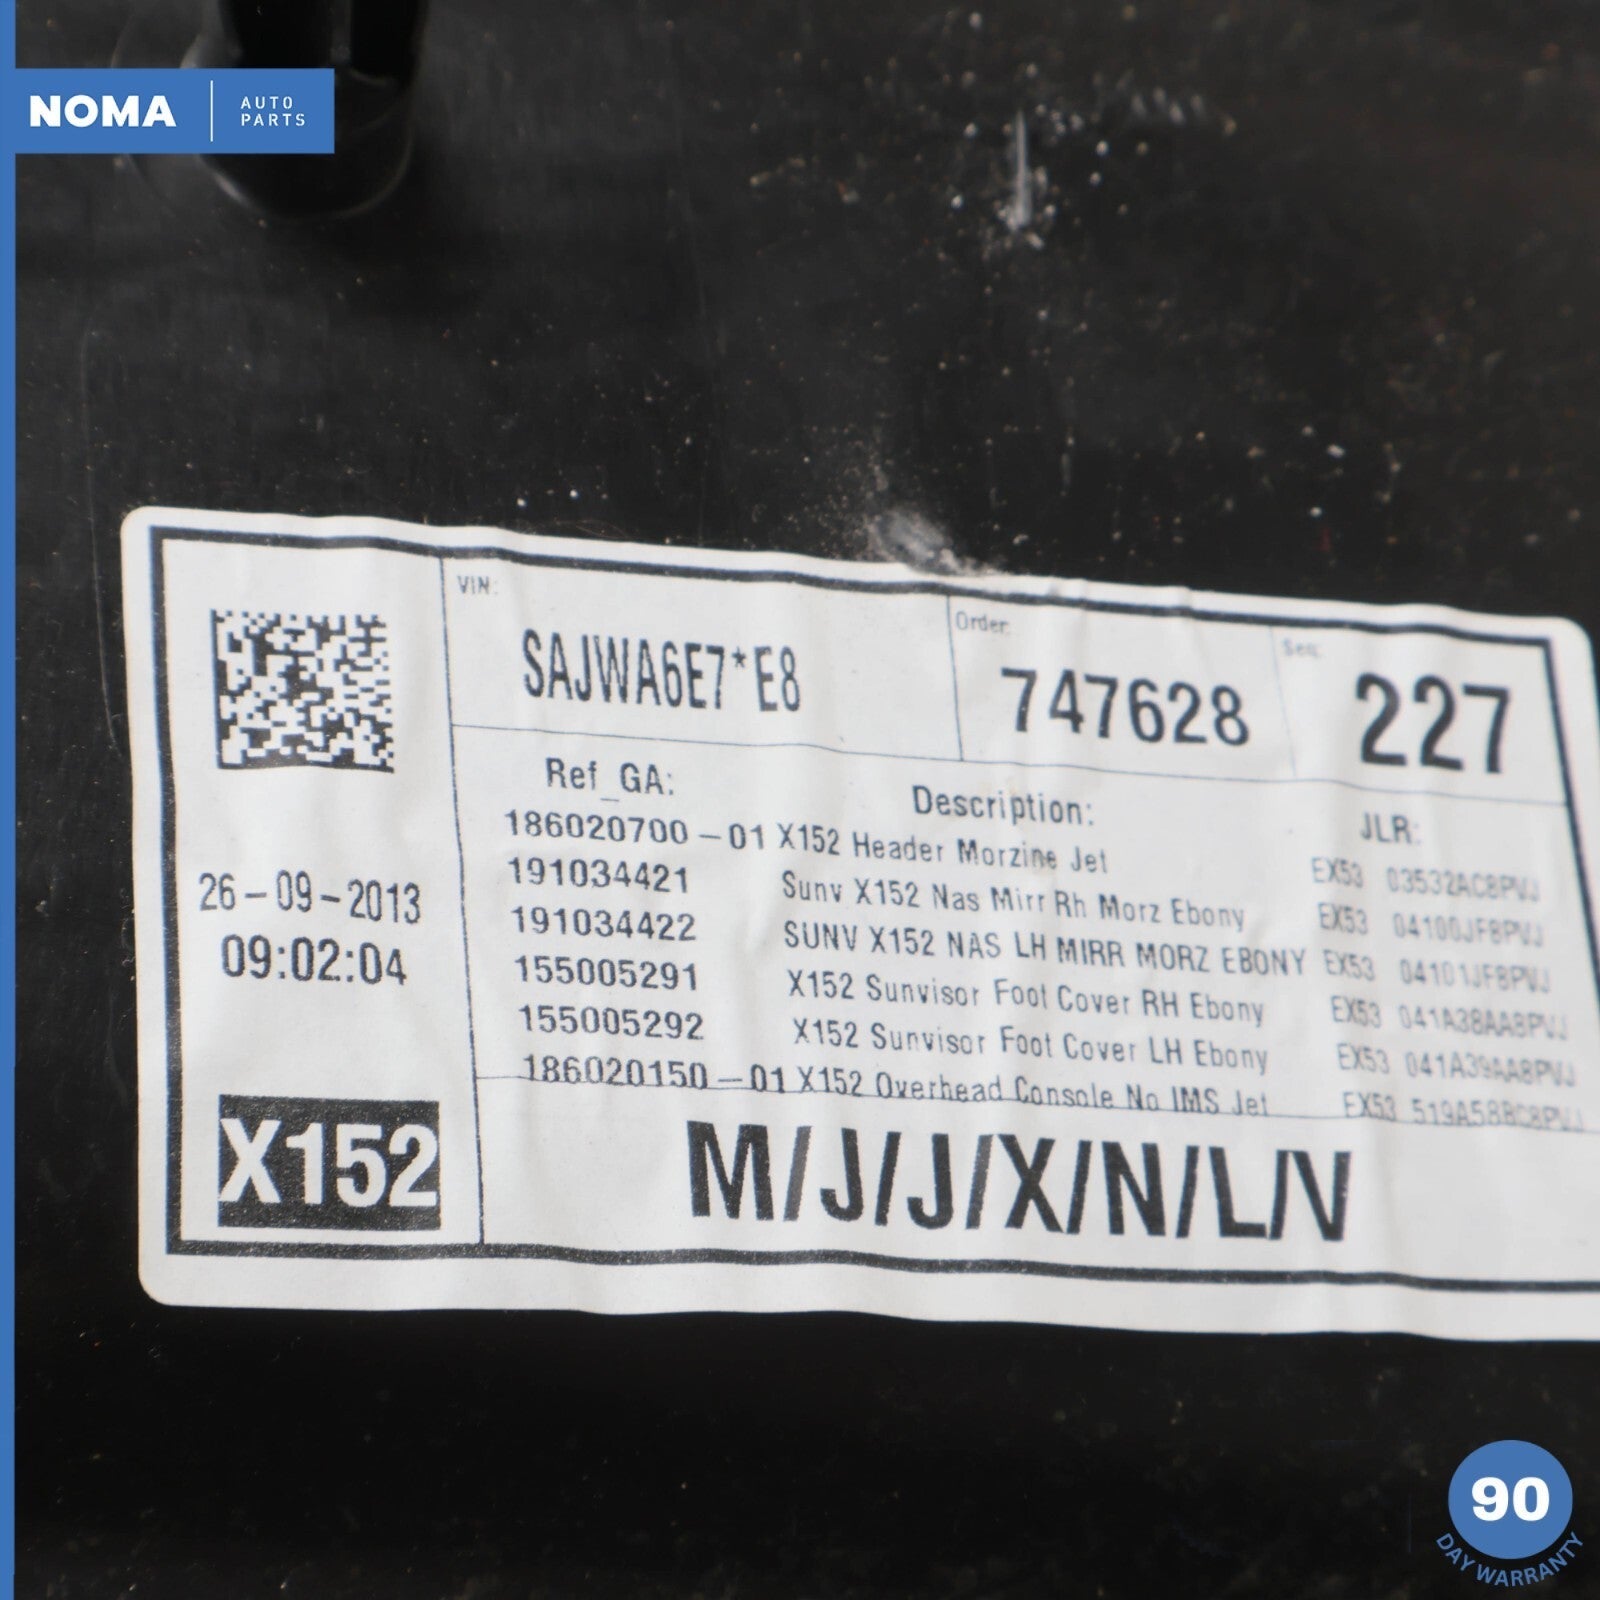 NOMA AUTO PARTS
VIN: Order: Seq:
SAJWA6E7*E8 747628 227
Ref_GA: Description: JLR:
186020700-01 X152 Header Morzine Jet EX53 03532AC8PVJ
191034421 Sunv X152 Nas Mirr Rh Morz Ebony EX53 04100JF8PVJ
191034422 SUNV X152 NAS LH MIRR MORZ EBONY EX53 04101JF8PVJ
155005291 X152 Sunvisor Foot Cover RH Ebony EX53 041A38AA8PVJ
155005292 X152 Sunvisor Foot Cover LH Ebony EX53 041A39AA8PVJ
186020150-01 X152 Overhead Console No IMS Jet EX53 519A58BC8PVJ
26-09-2013
09:02:04
X152
M/J/J/X/N/L/V
90
DAY WARRANTY